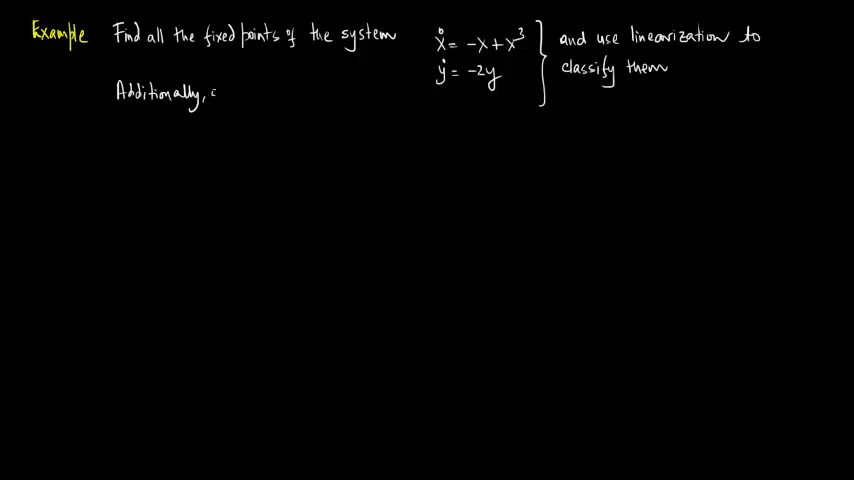 Example Find all the fixed points of the system ẋ = -x + x³ } and use linearization to
ẏ = -2y classify them
Additionally,